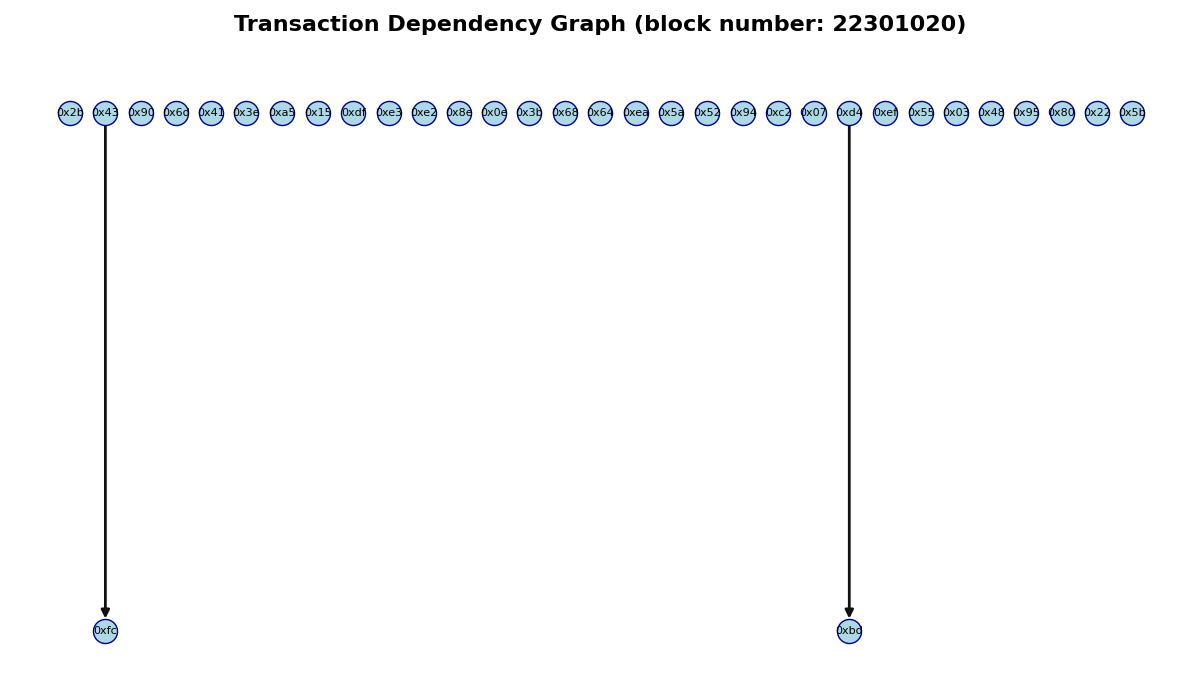 Transaction Dependency Graph (block number: 22301020)
0x2b 0x43 0x90 0x6d 0x41 0x3e 0xa5 0x15 0xdf 0xe3 0xe2 0x8e 0x0e 0x3b 0x68 0x64 0xea 0x5a 0x52 0x94 0xc2 0x07 0xd4 0xef 0x55 0x03 0x48 0x95 0x80 0x22 0x5b
0xfc 0xbd